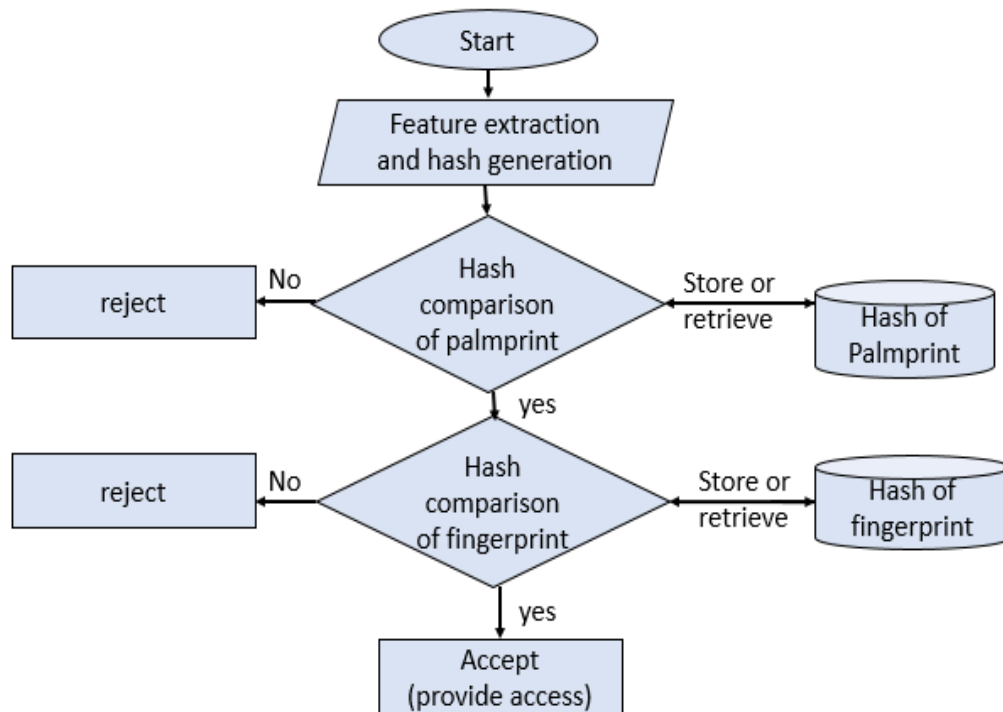 Start
Feature extraction
and hash generation
Hash
comparison
of palmprint
No
reject
Store or
retrieve
Hash of
Palmprint
yes
Hash
comparison
of fingerprint
No
reject
Store or
retrieve
Hash of
fingerprint
yes
Accept
(provide access)